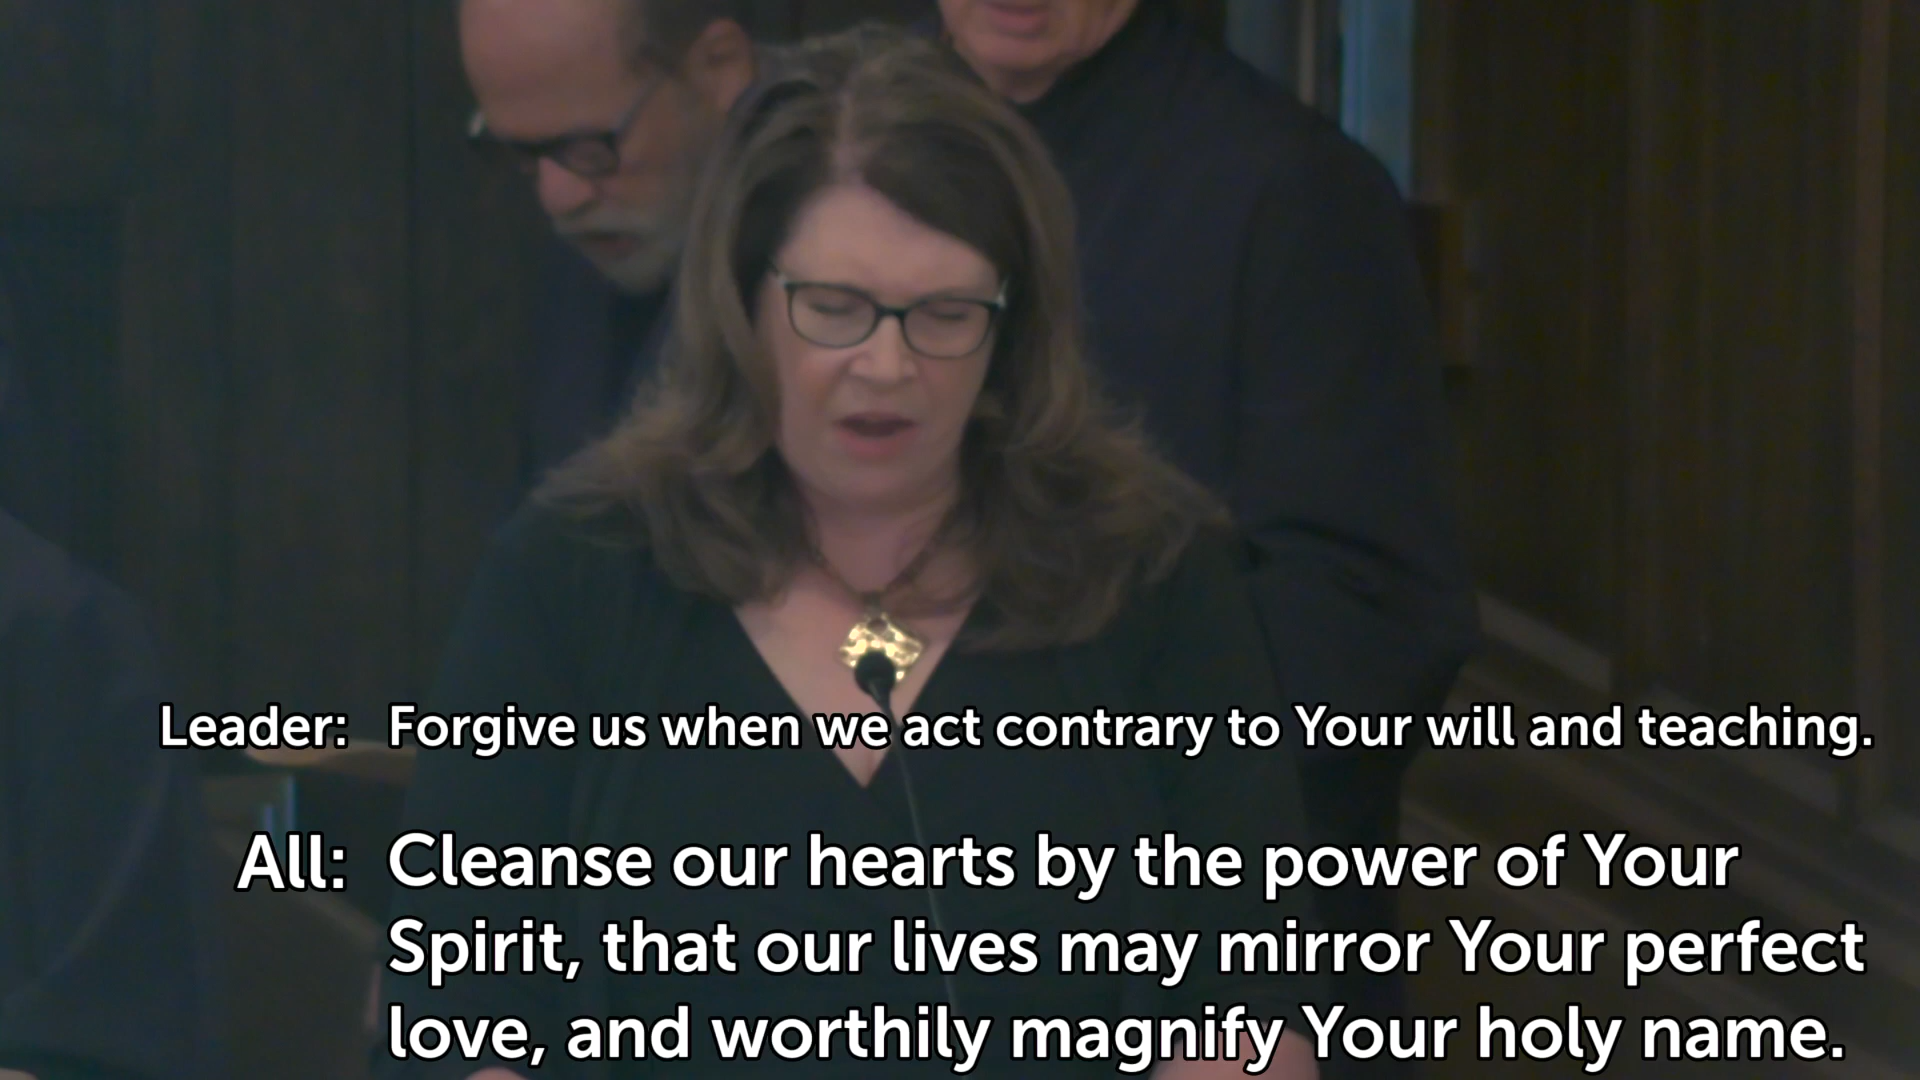 Leader: Forgive us when we act contrary to Your will and teaching.
All: Cleanse our hearts by the power of Your
Spirit, that our lives may mirror Your perfect
love, and worthily magnify Your holy name.